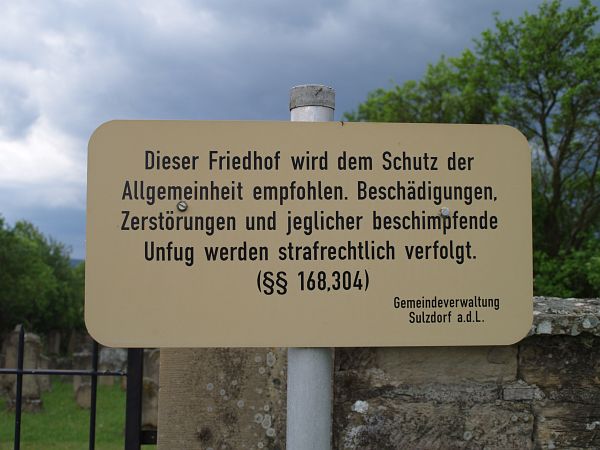 Dieser Friedhof wird dem Schutz der
Allgemeinheit empfohlen. Beschädigungen,
Zerstörungen und jeglicher beschimpfende
Unfug werden strafrechtlich verfolgt.
(§§ 168,304)
Gemeindeverwaltung
Sulzdorf a.d.L.